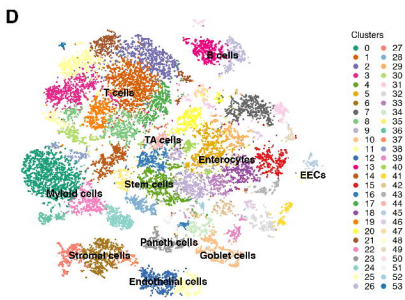 D
Clusters
B cells
T cells
TA cells
Enterocytes
EECs
Stem cells
Myeloid cells
Paneth cells
Stromal cells
Goblet cells
Endothelial cells
0 27
1 28
2 29
3 30
4 31
5 32
6 33
7 34
8 35
9 36
10 37
11 38
12 39
13 40
14 41
15 42
16 43
17 44
18 45
19 46
20 47
21 48
22 49
23 50
24 51
25 52
26 53